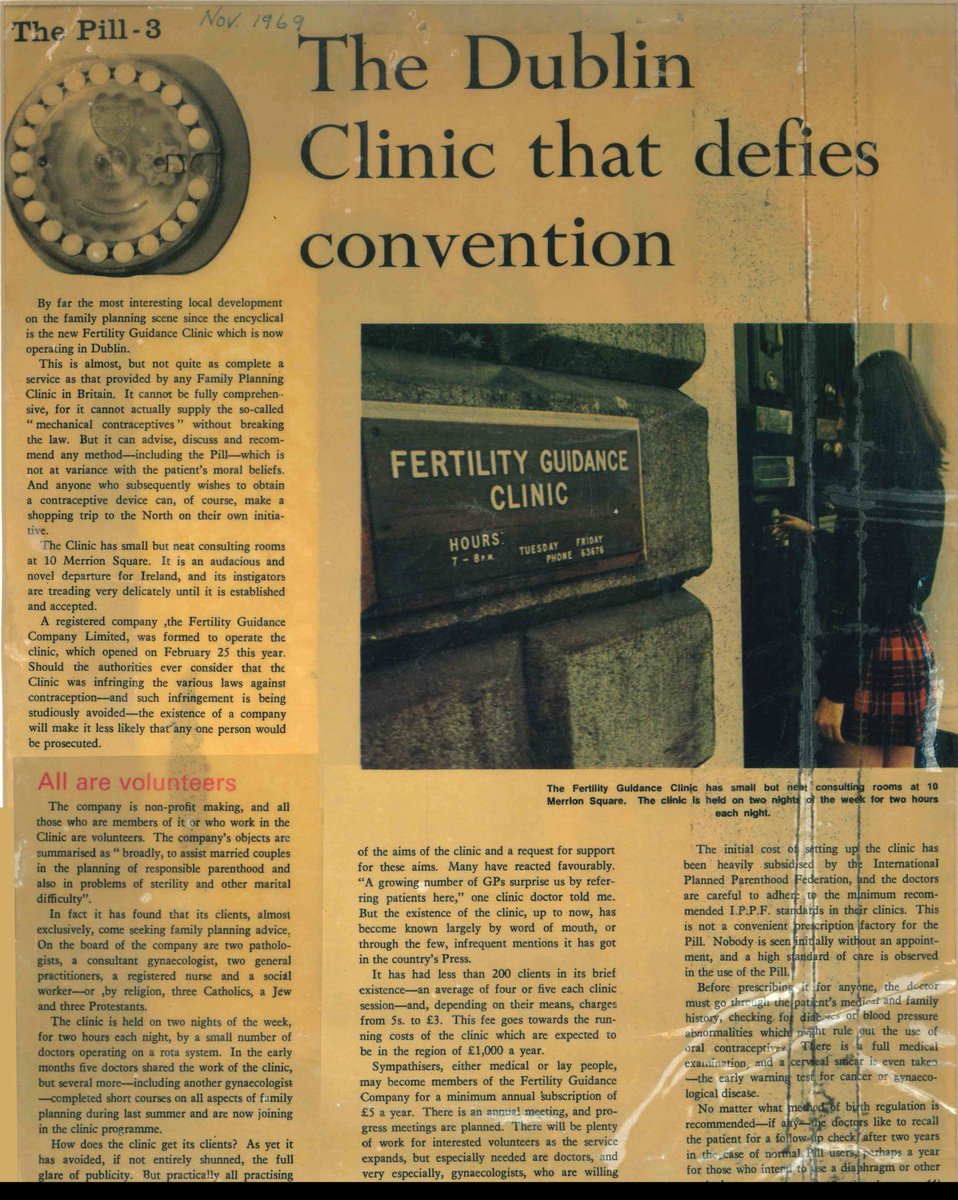 The Pill-3
Nov. 1969
The Dublin
Clinic that defies
convention
By far the most interesting local development
on the family planning scene since the encyclical
is the new Fertility Guidance Clinic which is now
operating in Dublin.
This is almost, but not quite as complete a
service as that provided by any Family Planning
Clinic in Britain. It cannot be fully comprehen-
sive, for it cannot actually supply the so-called
“mechanical contraceptives” without breaking
the law. But it can advise, discuss and recom-
mend any method—including the Pill—which is
not at variance with the patient's moral beliefs.
And anyone who subsequently wishes to obtain
a contraceptive device can, of course, make a
shopping trip to the North on their own initia-
tive.
The Clinic has small but neat consulting rooms
at 10 Merrion Square. It is an audacious and
novel departure for Ireland, and its instigators
are treading very delicately until it is established
and accepted.
A registered company ,the Fertility Guidance
Company Limited, was formed to operate the
clinic, which opened on February 25 this year.
Should the authorities ever consider that the
Clinic was infringing the various laws against
contraception—and such infringement is being
studiously avoided—the existence of a company
will make it less likely that any one person would
be prosecuted.
FERTILITY GUIDANCE
CLINIC
HOURS:
7 - 8 P.M. TUESDAY FRIDAY
PHONE 63676
The Fertility Guidance Clinic has small but neat consulting rooms at 10
Merrion Square. The clinic is held on two nights of the week for two hours
each night.
All are volunteers
The company is non-profit making, and all
those who are members of it or who work in the
Clinic are volunteers. The company's objects are
summarised as “broadly, to assist married couples
in the planning of responsible parenthood and
also in problems of sterility and other marital
difficulty”.
In fact it has found that its clients, almost
exclusively, come seeking family planning advice.
On the board of the company are two patholo-
gists, a consultant gynaecologist, two general
practitioners, a registered nurse and a social
worker—or ,by religion, three Catholics, a Jew
and three Protestants.
The clinic is held on two nights of the week,
for two hours each night, by a small number of
doctors operating on a rota system. In the early
months five doctors shared the work of the clinic,
but several more—including another gynaecologist
—completed short courses on all aspects of family
planning during last summer and are now joining
in the clinic programme.
How does the clinic get its clients? As yet it
has avoided, if not entirely shunned, the full
glare of publicity. But practically all practising
of the aims of the clinic and a request for support
for these aims. Many have reacted favourably.
“A growing number of GPs surprise us by refer-
ring patients here,” one clinic doctor told me.
But the existence of the clinic, up to now, has
become known largely by word of mouth, or
through the few, infrequent mentions it has got
in the country's Press.
It has had less than 200 clients in its brief
existence—an average of four or five each clinic
session—and, depending on their means, charges
from 5s. to £3. This fee goes towards the run-
ning costs of the clinic which are expected to
be in the region of £1,000 a year.
Sympathisers, either medical or lay people,
may become members of the Fertility Guidance
Company for a minimum annual subscription of
£5 a year. There is an annual meeting, and pro-
gress meetings are planned. There will be plenty
of work for interested volunteers as the service
expands, but especially needed are doctors, and
very especially, gynaecologists, who are willing
The initial cost of setting up the clinic has
been heavily subsidised by the International
Planned Parenthood Federation, and the doctors
are careful to adhere to the minimum recom-
mended I.P.P.F. standards in their clinics. This
is not a convenient prescription factory for the
Pill. Nobody is seen initially without an appoint-
ment, and a high standard of care is observed
in the use of the Pill.
Before prescribing it for anyone, the doctor
must go through the patient's medical and family
history, checking for diabetes or blood pressure
abnormalities which might rule out the use of
oral contraceptives. There is a full medical
examination, and a cervical smear is even taken
—the early warning test for cancer or gynaeco-
logical disease.
No matter what method of birth regulation is
recommended—if any—the doctors like to recall
the patient for a follow-up check after two years
in the case of normal Pill users, perhaps a year
for those who intend to use a diaphragm or other